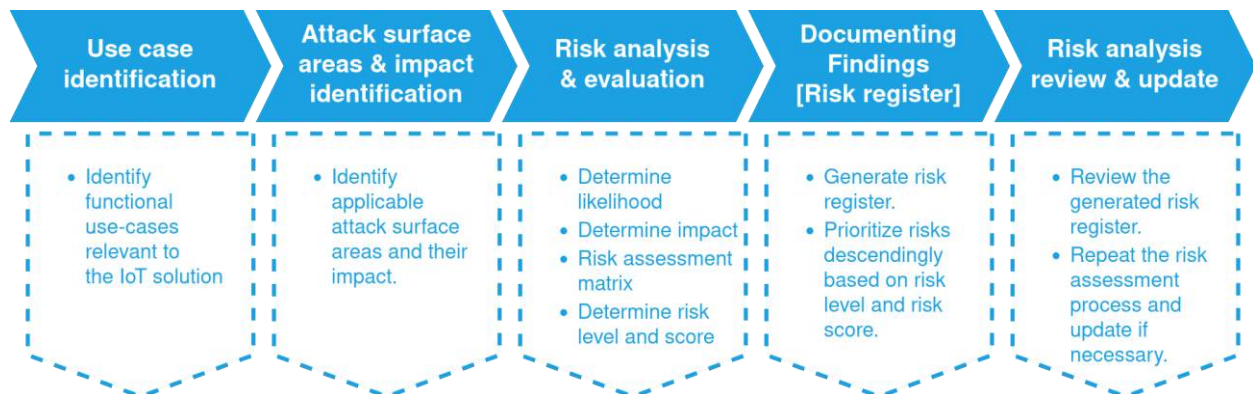 Use case
identification
Attack surface
areas & impact
identification
Risk analysis
& evaluation
Documenting
Findings
[Risk register]
Risk analysis
review & update
• Identify
functional
use-cases
relevant to
the IoT solution
• Identify
applicable
attack surface
areas and their
impact.
• Determine
likelihood
• Determine impact
• Risk assessment
matrix
• Determine risk
level and score
• Generate risk
register.
• Prioritize risks
descendingly
based on risk
level and risk
score.
• Review the
generated risk
register.
• Repeat the risk
assessment
process and
update if
necessary.